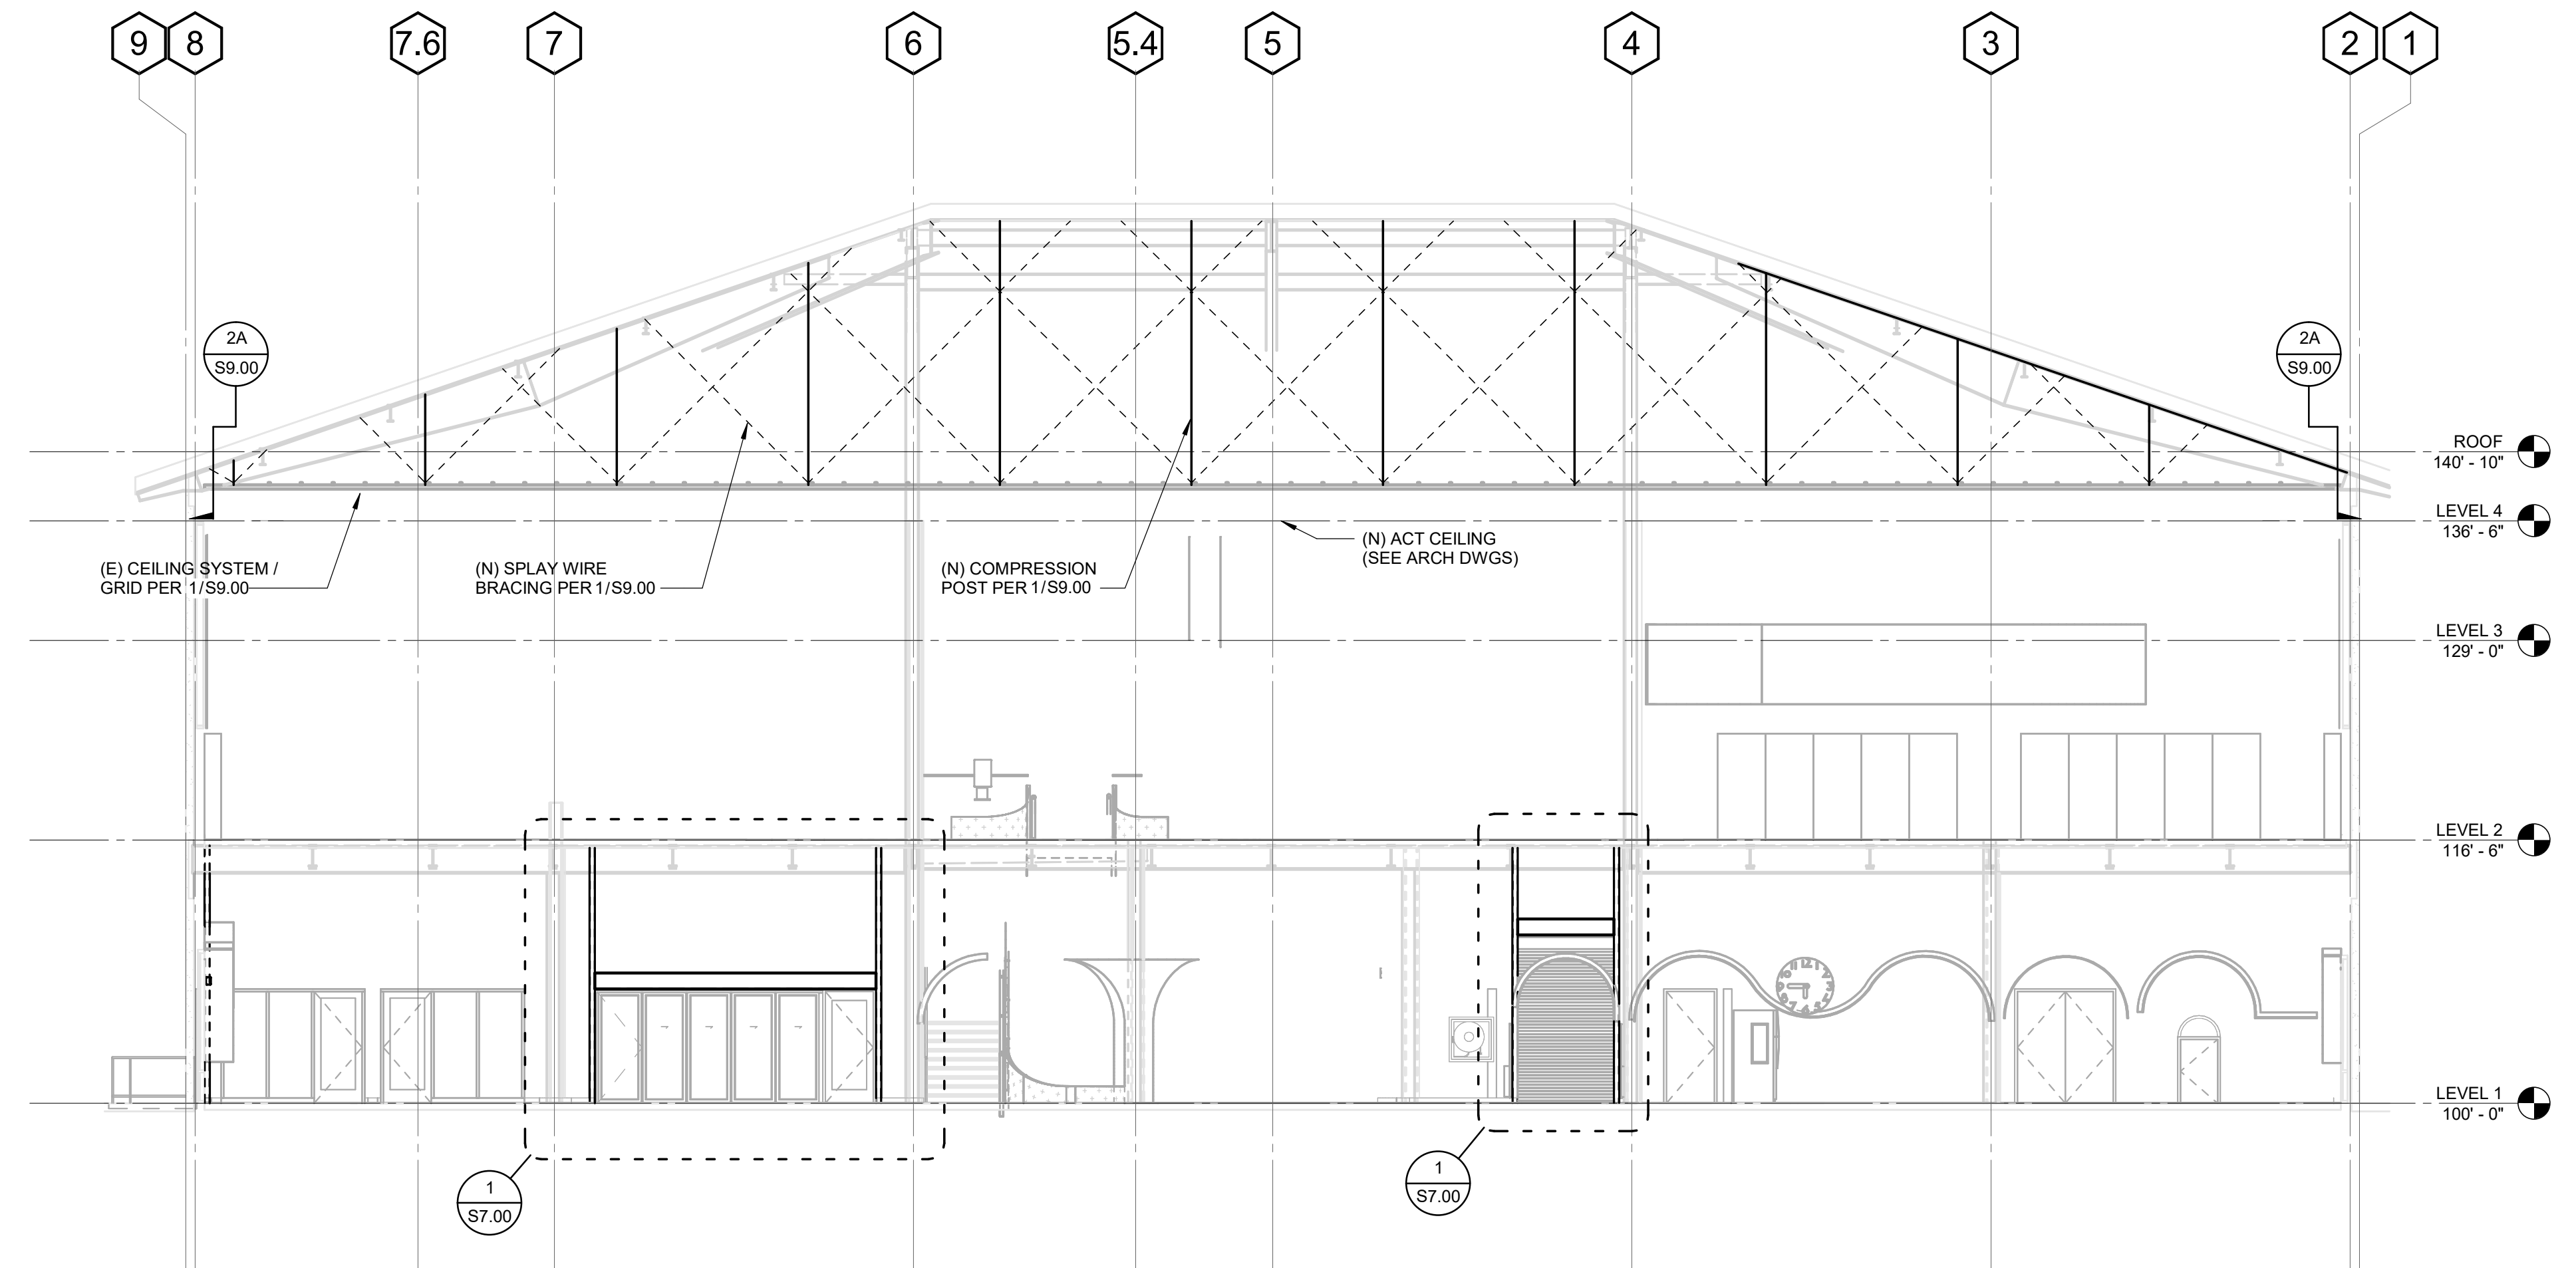 9
8
7.6
7
6
5.4
5
4
3
2
1
2A
S9.00
2A
S9.00
ROOF
140' - 10"
LEVEL 4
136' - 6"
(N) ACT CEILING
(SEE ARCH DWGS)
(E) CEILING SYSTEM /
GRID PER 1/S9.00
(N) SPLAY WIRE
BRACING PER 1/S9.00
(N) COMPRESSION
POST PER 1/S9.00
LEVEL 3
129' - 0"
LEVEL 2
116' - 6"
LEVEL 1
100' - 0"
1
S7.00
1
S7.00